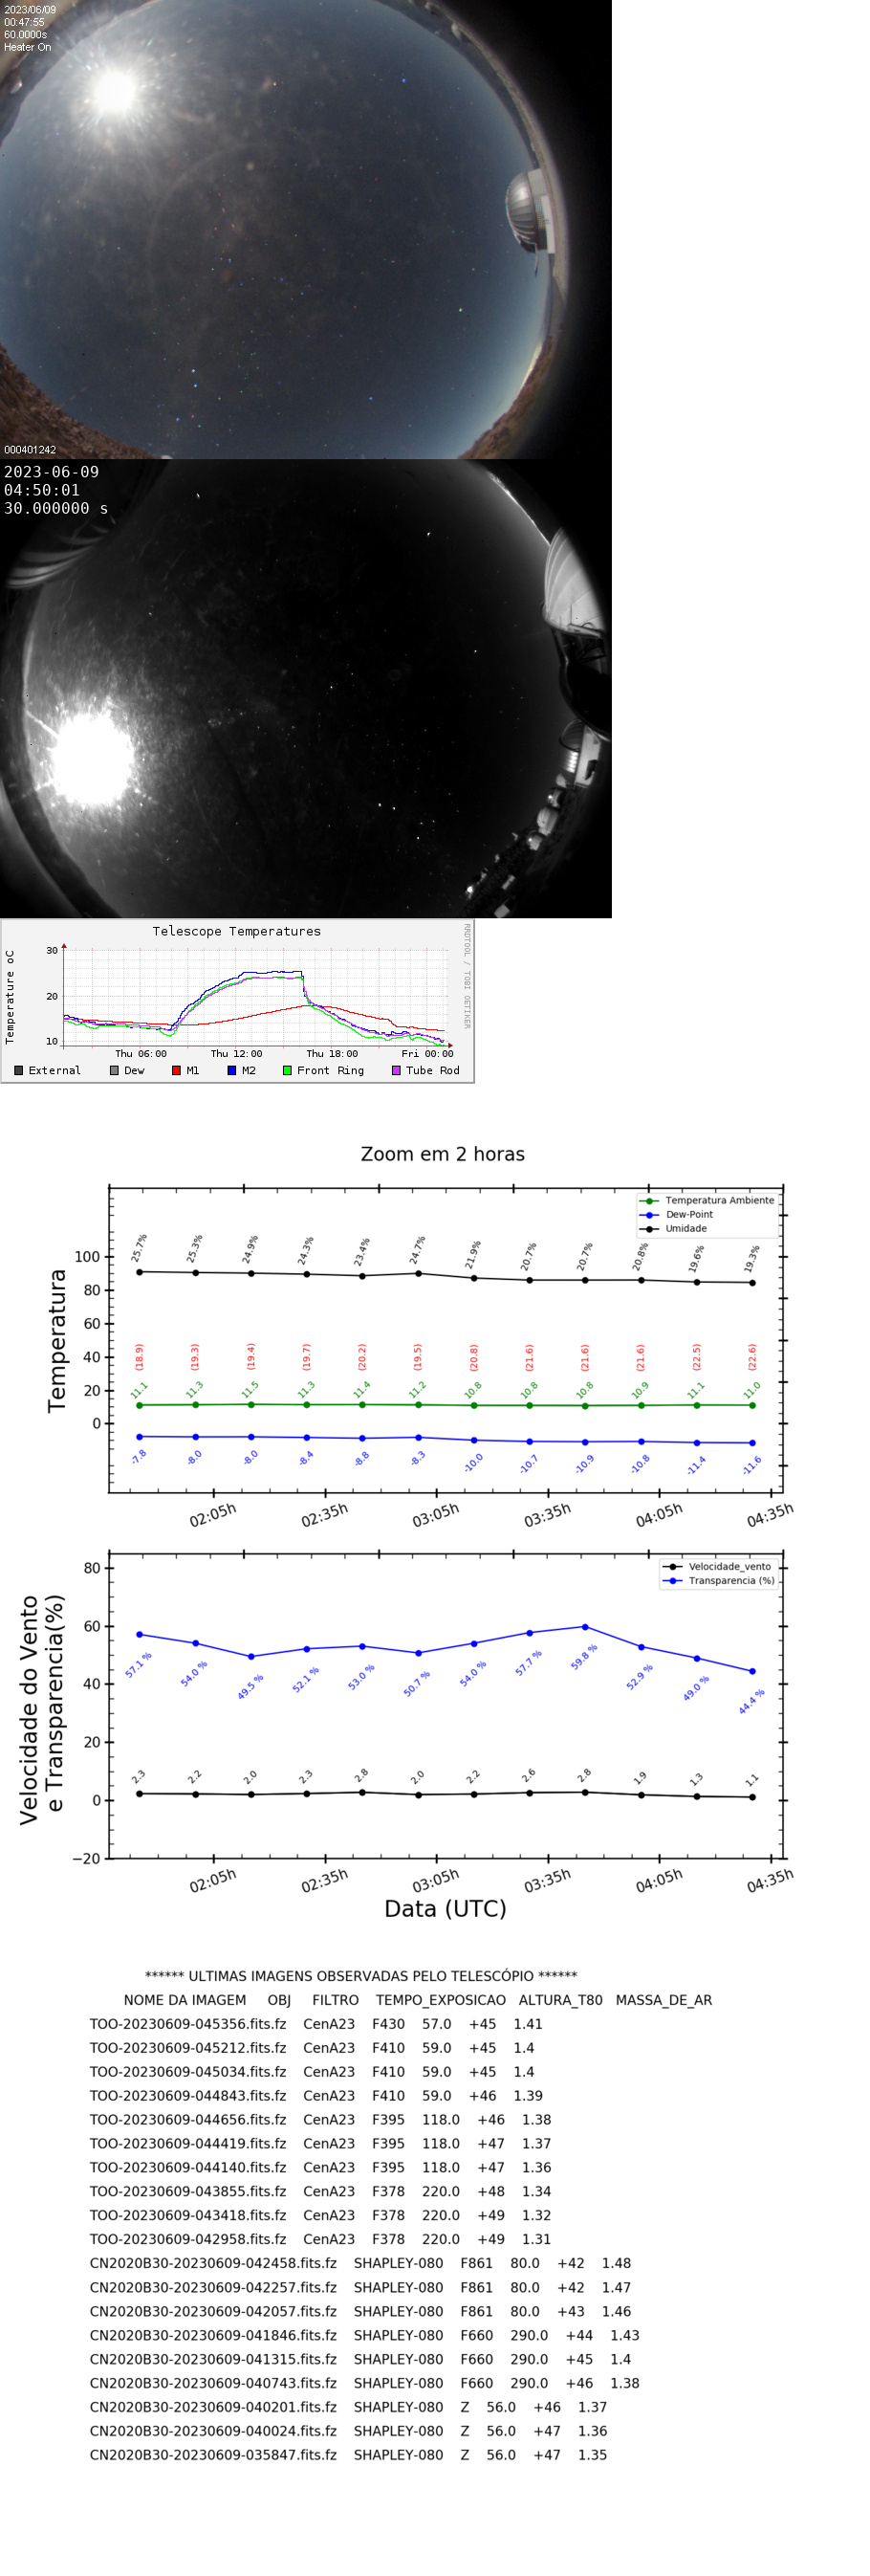 2023/06/09
00:47:55
60.0000s
Heater On
000401242
2023-06-09
04:50:01
30.000000 s
Telescope Temperatures
RRDTOOL / TOBI OETIKER
Temperature oC
30
20
10
Thu 06:00 Thu 12:00 Thu 18:00 Fri 00:00
External Dew M1 M2 Front Ring Tube Rod
Zoom em 2 horas
Temperatura Ambiente
Dew-Point
Umidade
Temperatura
100
80
60
40
20
0
25.7% 25.3% 24.9% 24.3% 23.4% 24.7% 21.9% 20.7% 20.7% 20.8% 19.6% 19.3%
(18.9) (19.3) (19.4) (19.7) (20.2) (19.5) (20.8) (21.6) (21.6) (21.6) (22.5) (22.6)
11.1 11.3 11.5 11.3 11.4 11.2 10.8 10.8 10.8 10.9 11.1 11.0
-7.8 -8.0 -8.0 -8.4 -8.8 -8.3 -10.0 -10.7 -10.9 -10.8 -11.4 -11.6
02:05h 02:35h 03:05h 03:35h 04:05h 04:35h
Velocidade_vento
Transparencia (%)
Velocidade do Vento
e Transparencia(%)
80
60
40
20
0
−20
57.1 % 54.0 % 49.5 % 52.1 % 53.0 % 50.7 % 54.0 % 57.7 % 59.8 % 52.9 % 49.0 % 44.4 %
2.3 2.2 2.0 2.3 2.8 2.0 2.2 2.6 2.8 1.9 1.3 1.1
02:05h 02:35h 03:05h 03:35h 04:05h 04:35h
Data (UTC)
****** ULTIMAS IMAGENS OBSERVADAS PELO TELESCÓPIO ******
NOME DA IMAGEM OBJ FILTRO TEMPO_EXPOSICAO ALTURA_T80 MASSA_DE_AR
TOO-20230609-045356.fits.fz CenA23 F430 57.0 +45 1.41
TOO-20230609-045212.fits.fz CenA23 F410 59.0 +45 1.4
TOO-20230609-045034.fits.fz CenA23 F410 59.0 +45 1.4
TOO-20230609-044843.fits.fz CenA23 F410 59.0 +46 1.39
TOO-20230609-044656.fits.fz CenA23 F395 118.0 +46 1.38
TOO-20230609-044419.fits.fz CenA23 F395 118.0 +47 1.37
TOO-20230609-044140.fits.fz CenA23 F395 118.0 +47 1.36
TOO-20230609-043855.fits.fz CenA23 F378 220.0 +48 1.34
TOO-20230609-043418.fits.fz CenA23 F378 220.0 +49 1.32
TOO-20230609-042958.fits.fz CenA23 F378 220.0 +49 1.31
CN2020B30-20230609-042458.fits.fz SHAPLEY-080 F861 80.0 +42 1.48
CN2020B30-20230609-042257.fits.fz SHAPLEY-080 F861 80.0 +42 1.47
CN2020B30-20230609-042057.fits.fz SHAPLEY-080 F861 80.0 +43 1.46
CN2020B30-20230609-041846.fits.fz SHAPLEY-080 F660 290.0 +44 1.43
CN2020B30-20230609-041315.fits.fz SHAPLEY-080 F660 290.0 +45 1.4
CN2020B30-20230609-040743.fits.fz SHAPLEY-080 F660 290.0 +46 1.38
CN2020B30-20230609-040201.fits.fz SHAPLEY-080 Z 56.0 +46 1.37
CN2020B30-20230609-040024.fits.fz SHAPLEY-080 Z 56.0 +47 1.36
CN2020B30-20230609-035847.fits.fz SHAPLEY-080 Z 56.0 +47 1.35